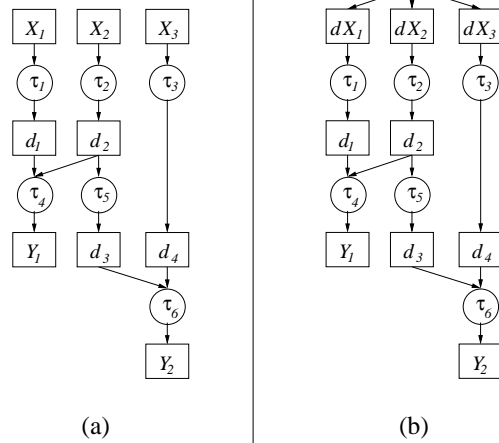 X1 X2 X3
τ1 τ2 τ3
d1 d2
τ4 τ5
Y1 d3 d4
τ6
Y2
(a)
dX1 dX2 dX3
τ1 τ2 τ3
d1 d2
τ4 τ5
Y1 d3 d4
τ6
Y2
(b)